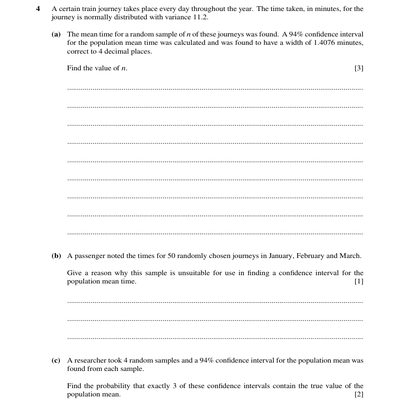 4 A certain train journey takes place every day throughout the year. The time taken, in minutes, for the
journey is normally distributed with variance 11.2.
(a) The mean time for a random sample of n of these journeys was found. A 94% confidence interval
for the population mean time was calculated and was found to have a width of 1.4076 minutes,
correct to 4 decimal places.
Find the value of n. [3]
(b) A passenger noted the times for 50 randomly chosen journeys in January, February and March.
Give a reason why this sample is unsuitable for use in finding a confidence interval for the
population mean time. [1]
(c) A researcher took 4 random samples and a 94% confidence interval for the population mean was
found from each sample.
Find the probability that exactly 3 of these confidence intervals contain the true value of the
population mean. [2]